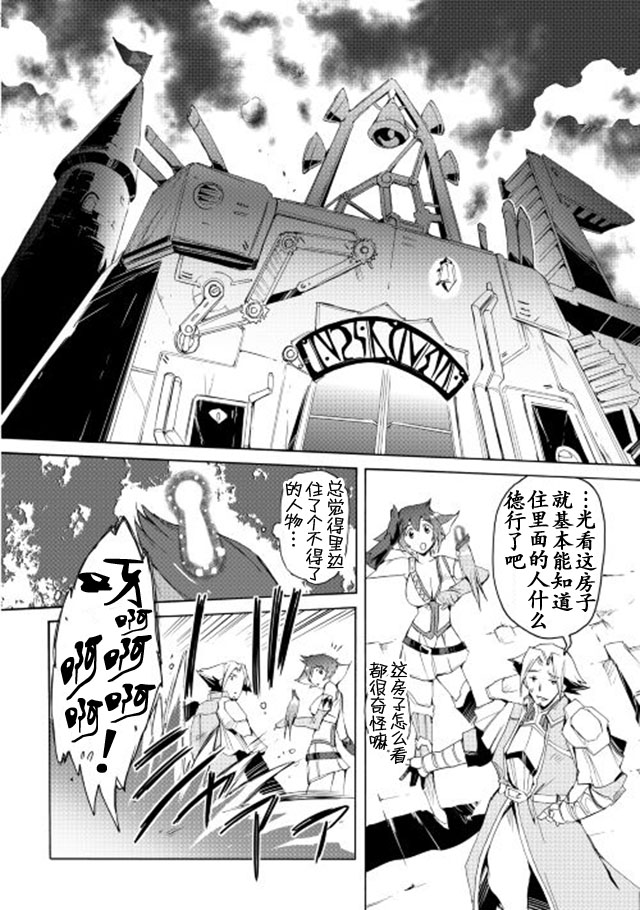 …光看这房子
就基本能知道
住里面的人什么
德行了吧
这房子怎么看
都很奇怪嘛
总觉得里边
住了个不得了
的人物…
呀啊啊啊啊啊啊！